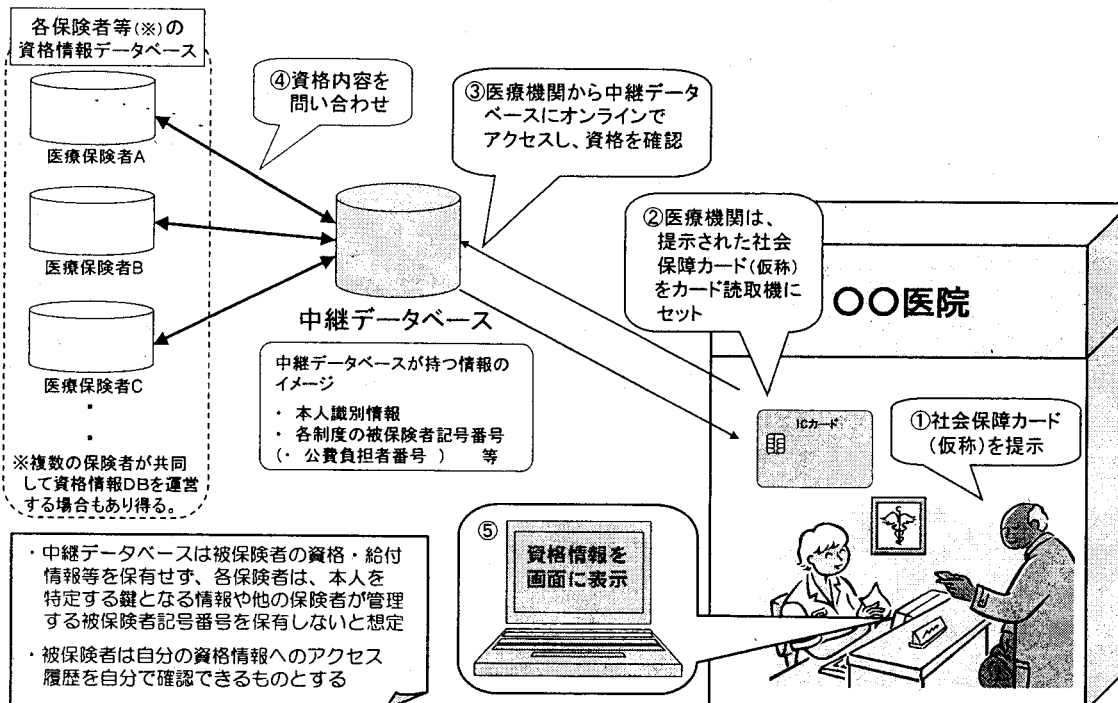 各保険者等(※)の
資格情報データベース
医療保険者A
医療保険者B
医療保険者C
・
・
※複数の保険者が共同
して資格情報DBを運営
する場合もあり得る。
④資格内容を
問い合わせ
③医療機関から中継データ
ベースにオンラインで
アクセスし、資格を確認
②医療機関は、
提示された社会
保障カード(仮称)
をカード読取機に
セット
中継データベース
中継データベースが持つ情報の
イメージ
・ 本人識別情報
・ 各制度の被保険者記号番号
(・ 公費負担者番号 ) 等
〇〇医院
ICカード
①社会保障カード
(仮称)を提示
⑤
資格情報を
画面に表示
・中継データベースは被保険者の資格・給付
情報等を保有せず、各保険者は、本人を
特定する鍵となる情報や他の保険者が管理
する被保険者記号番号を保有しないと想定
・被保険者は自分の資格情報へのアクセス
履歴を自分で確認できるものとする